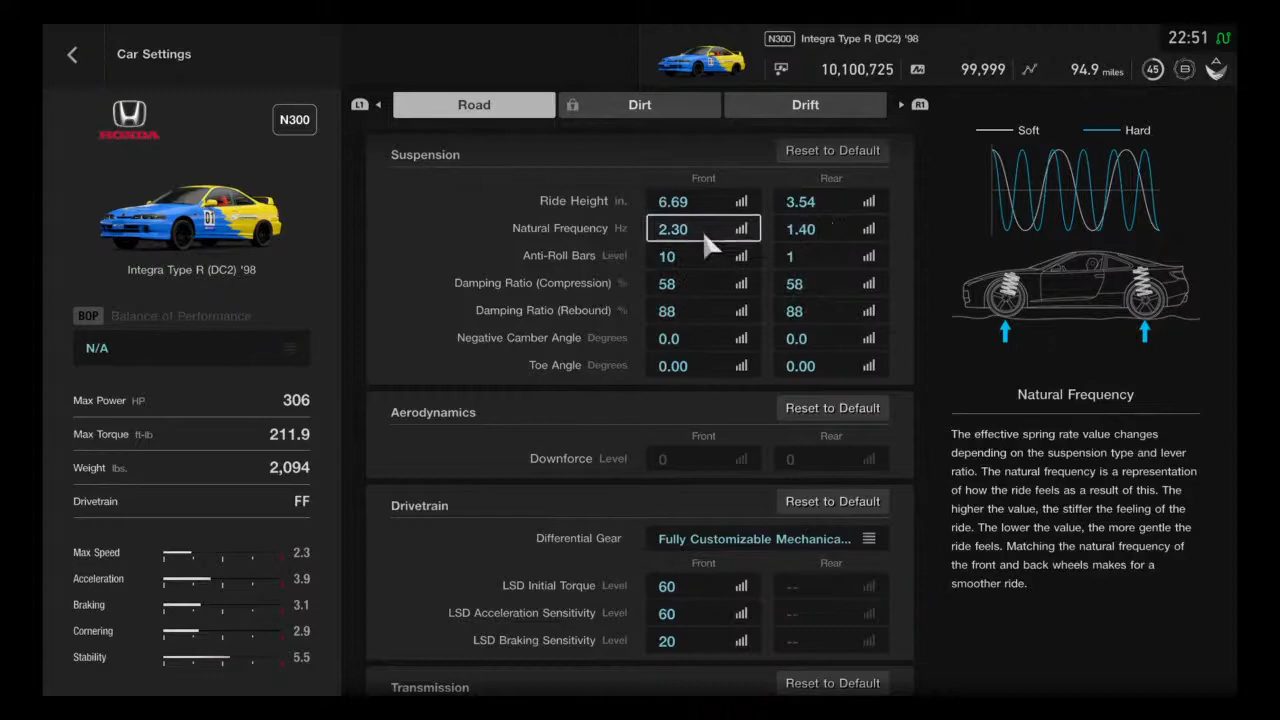 Car Settings
N300 Integra Type R (DC2) '98
10,100,725 99,999 94.9 miles 45 B
22:51
HONDA
N300
01
Integra Type R (DC2) '98
BOP Balance of Performance
N/A
Max Power HP 306
Max Torque ft-lb 211.9
Weight lbs. 2,094
Drivetrain FF
Max Speed 2.3
Acceleration 3.9
Braking 3.1
Cornering 2.9
Stability 5.5
L1 Road Dirt Drift R1
Suspension Reset to Default
Front Rear
Ride Height in. 6.69 3.54
Natural Frequency Hz 2.30 1.40
Anti-Roll Bars Level 10 1
Damping Ratio (Compression) % 58 58
Damping Ratio (Rebound) % 88 88
Negative Camber Angle Degrees 0.0 0.0
Toe Angle Degrees 0.00 0.00
Aerodynamics Reset to Default
Front Rear
Downforce Level 0 0
Drivetrain Reset to Default
Differential Gear Fully Customizable Mechanica...
Front Rear
LSD Initial Torque Level 60 --
LSD Acceleration Sensitivity Level 60 --
LSD Braking Sensitivity Level 20 --
Transmission Reset to Default
Soft Hard
Natural Frequency
The effective spring rate value changes
depending on the suspension type and lever
ratio. The natural frequency is a representation
of how the ride feels as a result of this. The
higher the value, the stiffer the feeling of the
ride. The lower the value, the more gentle the
ride feels. Matching the natural frequency of
the front and back wheels makes for a
smoother ride.